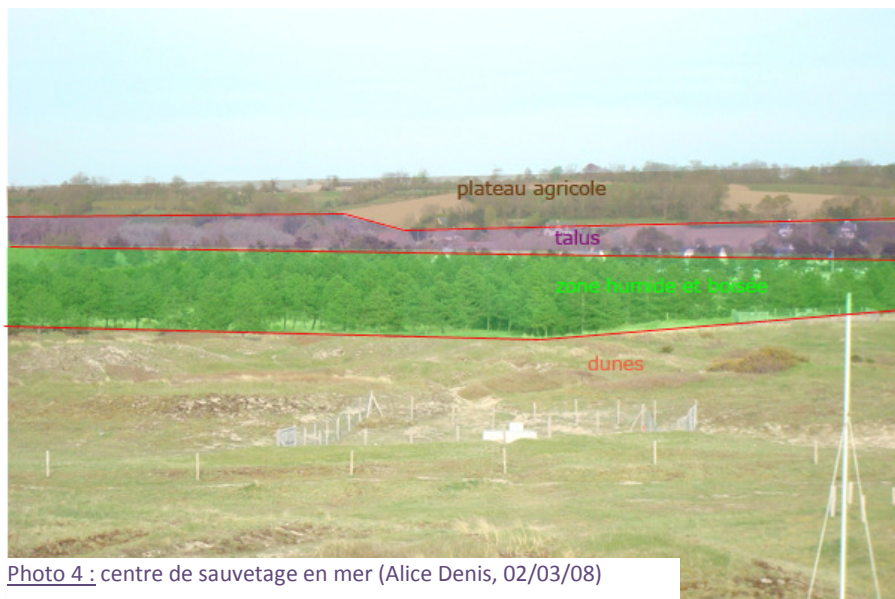 plateau agricole
talus
zone humide et boisée
dunes
Photo 4 : centre de sauvetage en mer (Alice Denis, 02/03/08)